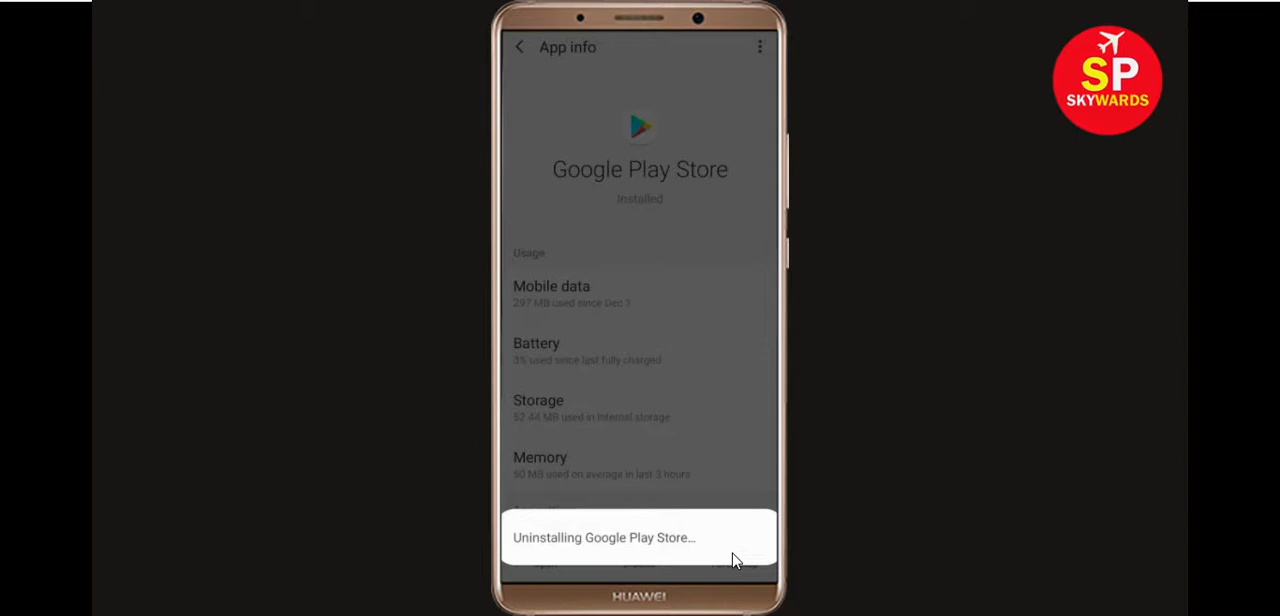 App info
SP
SKYWARDS
Google Play Store
Installed
Usage
Mobile data
297 MB used since Dec 1
Battery
3% used since last fully charged
Storage
52.44 MB used in Internal storage
Memory
60 MB used on average in last 3 hours
Uninstalling Google Play Store...
HUAWEI